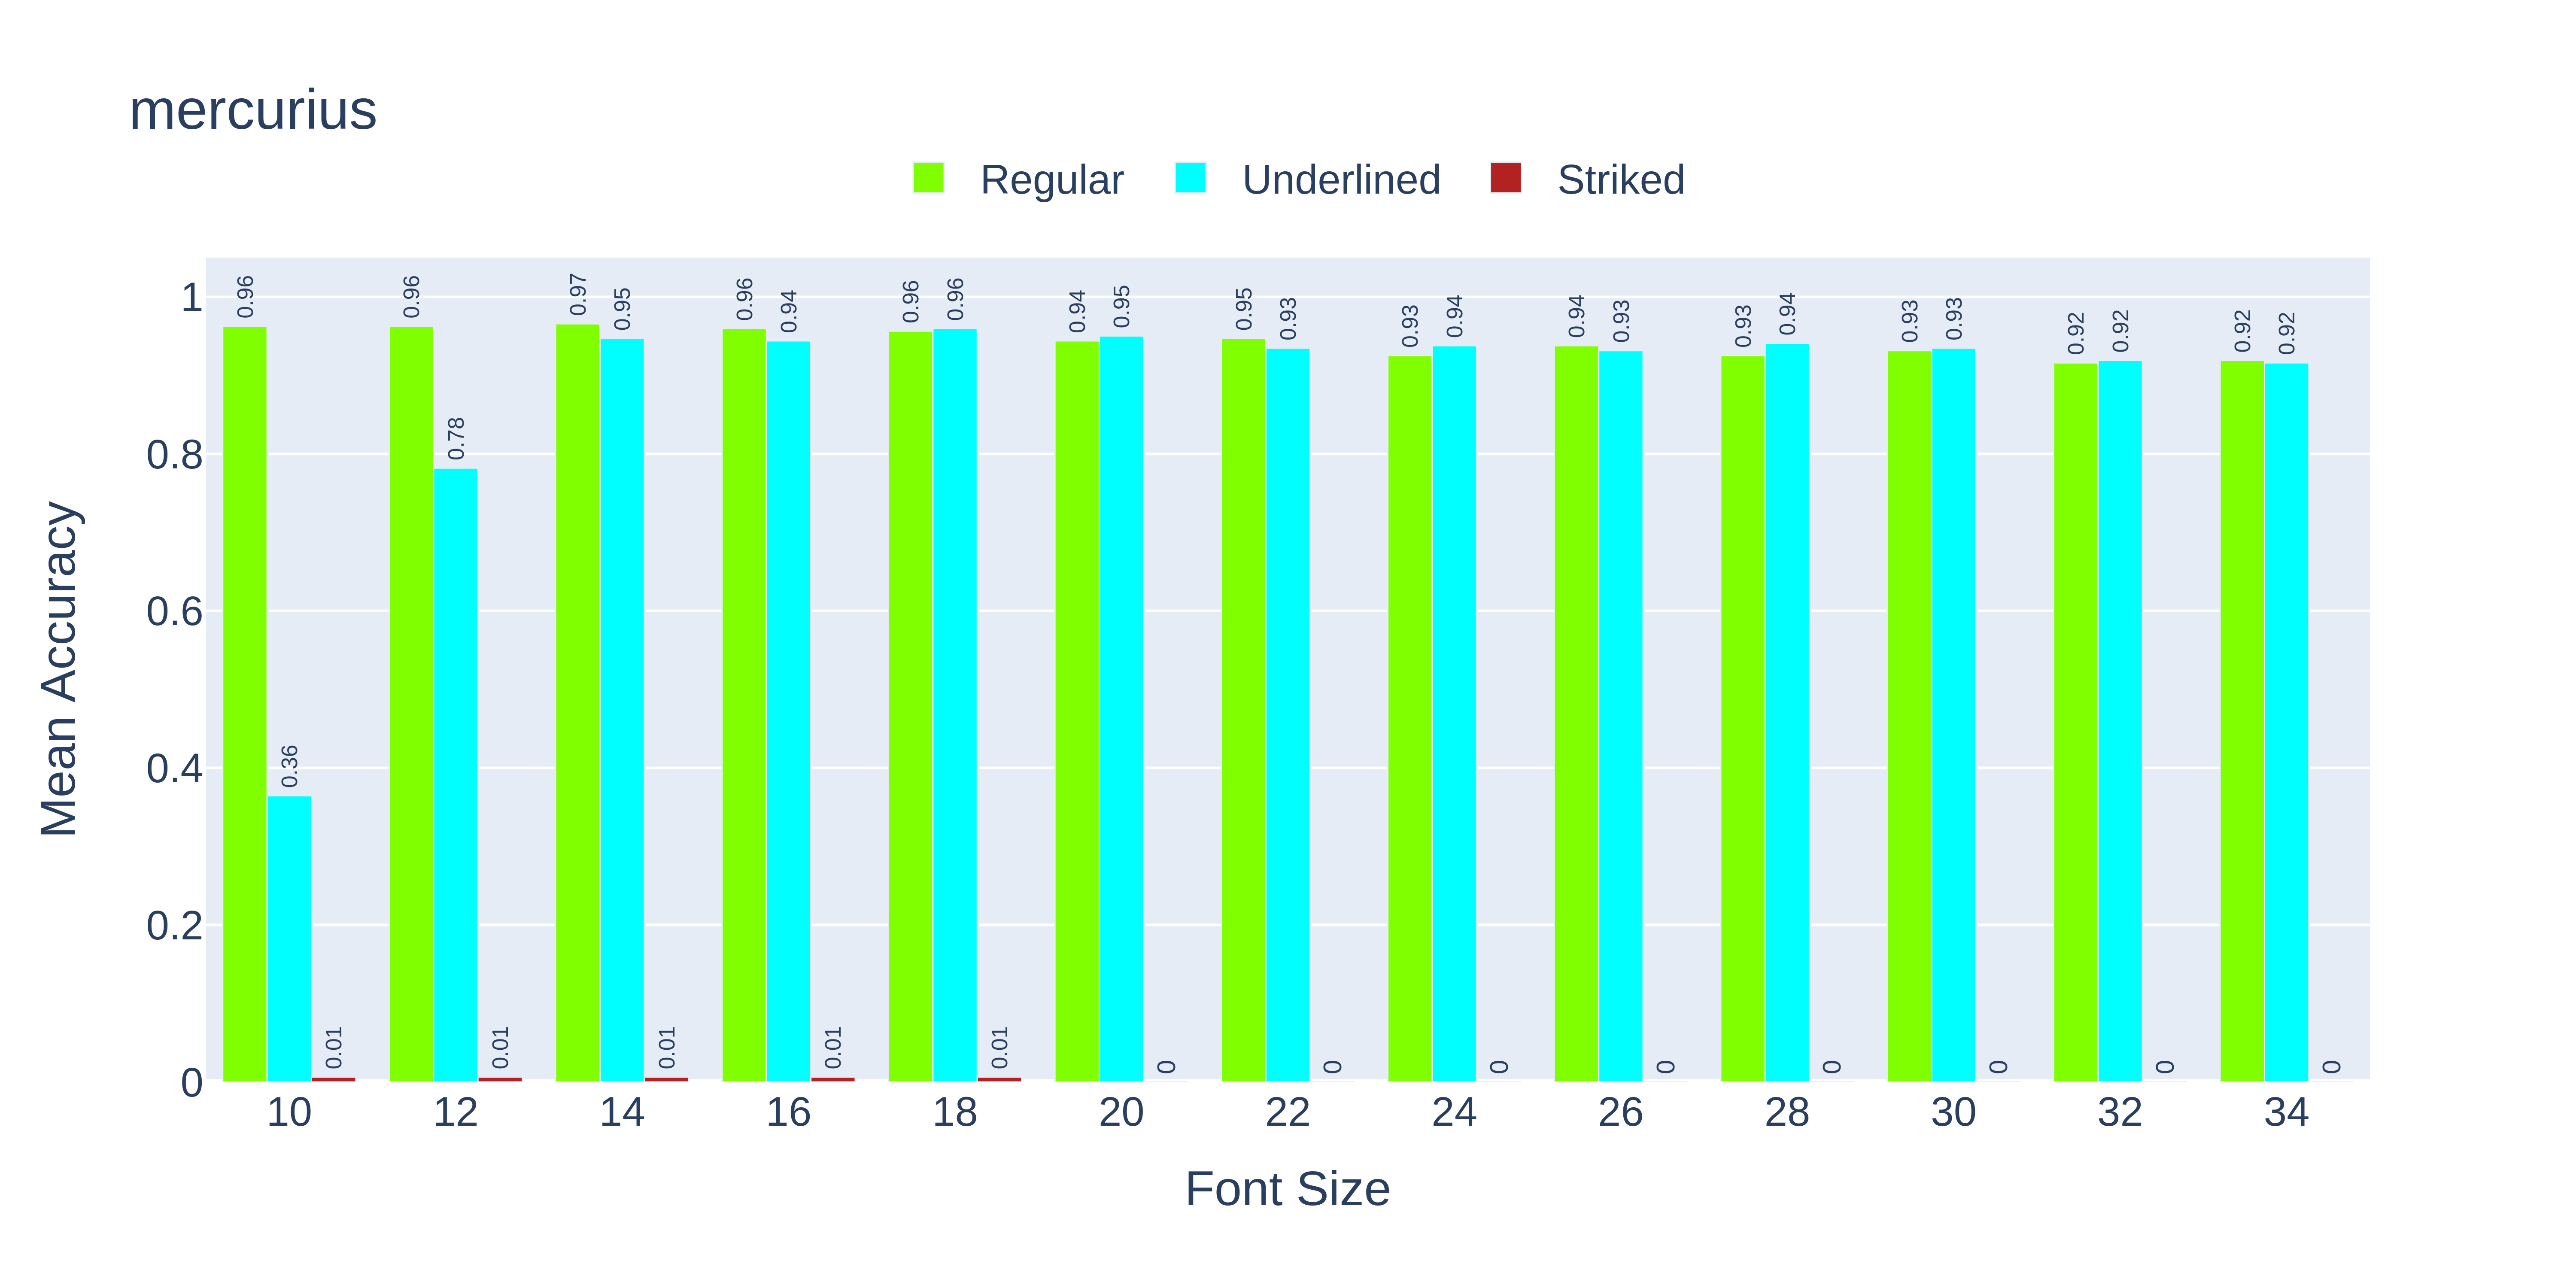 mercurius
Regular Underlined Striked
0.96 0.36 0.01 0.96 0.78 0.01 0.97 0.95 0.01 0.96 0.94 0.01 0.96 0.96 0.01 0.94 0.95 0 0.95 0.93 0 0.93 0.94 0 0.94 0.93 0 0.93 0.94 0 0.93 0.93 0 0.92 0.92 0 0.92 0.92 0
1
0.8
0.6
0.4
0.2
0
Mean Accuracy
10 12 14 16 18 20 22 24 26 28 30 32 34
Font Size